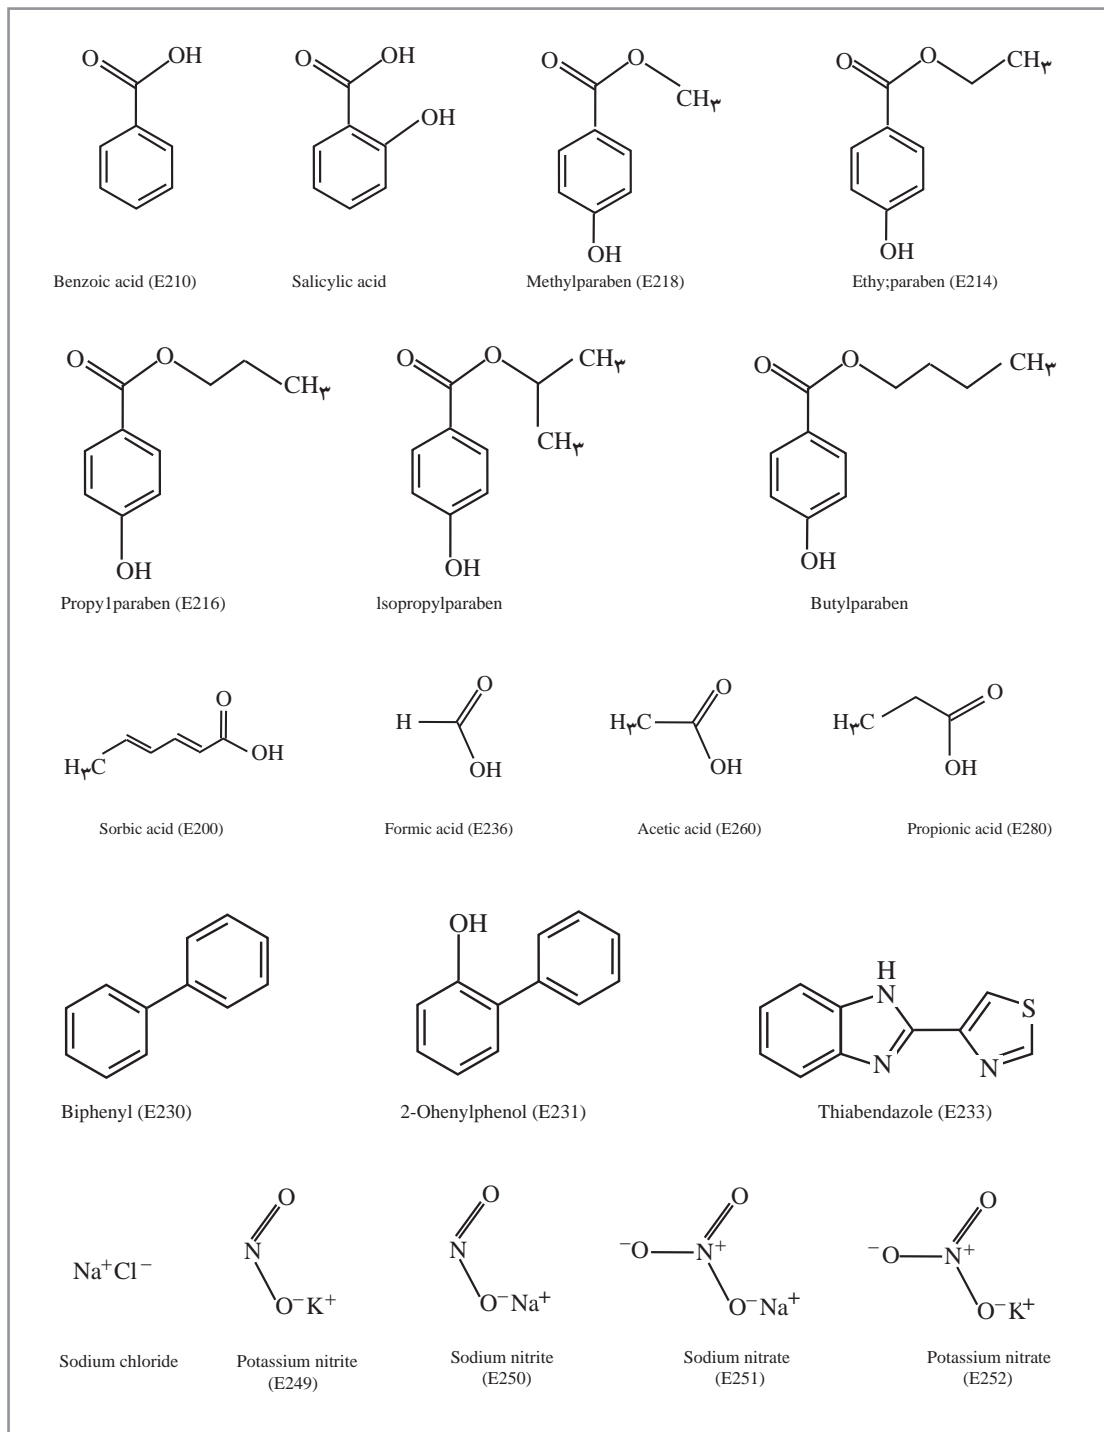 O OH
O OH
OH
O O
CH۳
OH
O O
CH۳
OH
Benzoic acid (E210)
Salicylic acid
Methylparaben (E218)
Ethy;paraben (E214)
O O
CH۳
OH
O O CH۳
CH۳
OH
O O
CH۳
OH
Propy1paraben (E216)
lsopropylparaben
Butylparaben
O
OH
H۳C
H O
OH
H۳C O
OH
H۳C O
OH
Sorbic acid (E200)
Formic acid (E236)
Acetic acid (E260)
Propionic acid (E280)
OH
H
N
N
S
N
Biphenyl (E230)
2-Ohenylphenol (E231)
Thiabendazole (E233)
Na+Cl−
O
N
O−K+
O
N
O−Na+
O
−O N+
O−Na+
O
−O N+
O−K+
Sodium chloride
Potassium nitrite
(E249)
Sodium nitrite
(E250)
Sodium nitrate
(E251)
Potassium nitrate
(E252)